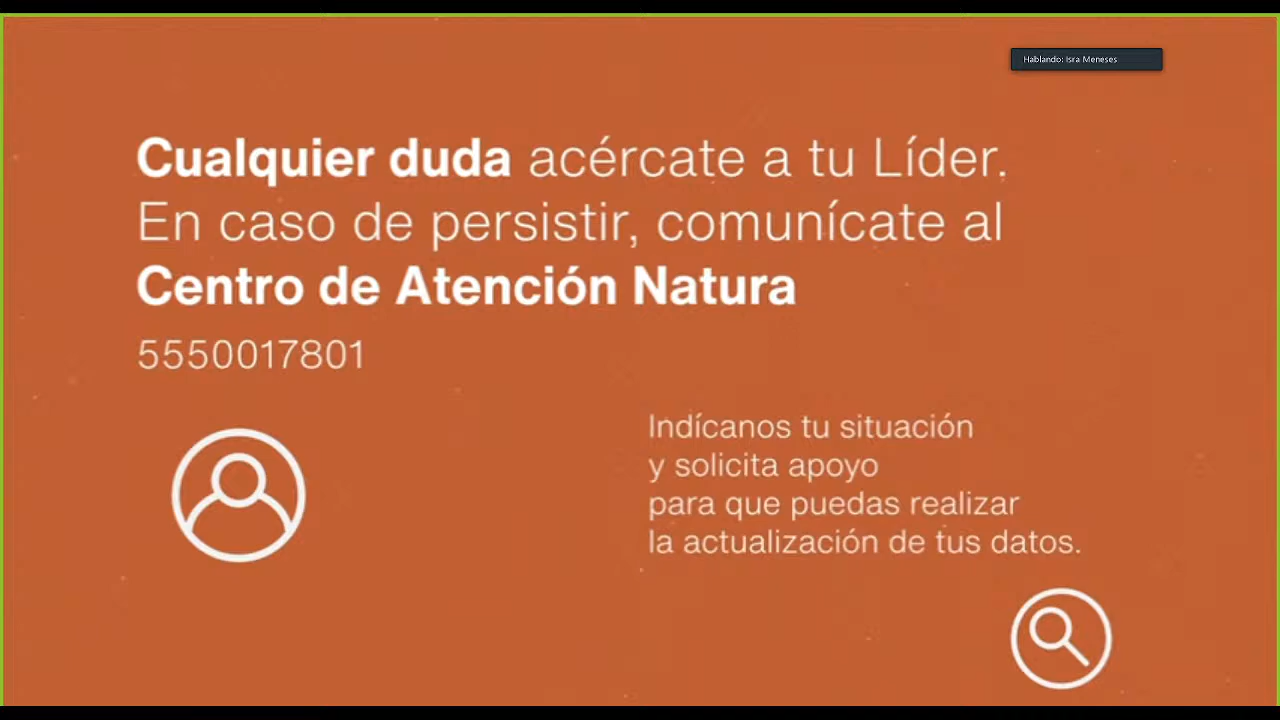 Hablando: Isra Meneses
Cualquier duda acércate a tu Líder.
En caso de persistir, comunícate al
Centro de Atención Natura
5550017801
Indícanos tu situación
y solicita apoyo
para que puedas realizar
la actualización de tus datos.